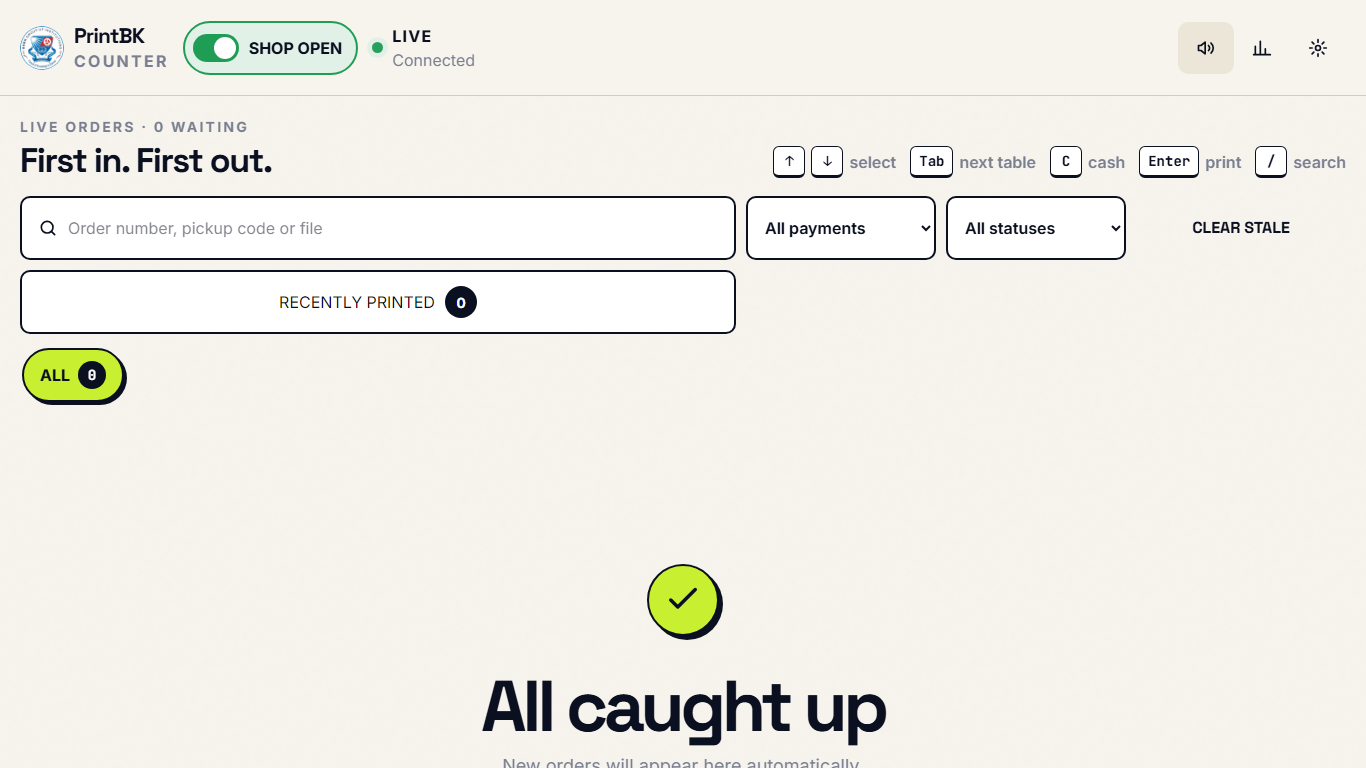 PrintBK
COUNTER
SHOP OPEN
LIVE
Connected
LIVE ORDERS · 0 WAITING
First in. First out.
↑ ↓ select Tab next table C cash Enter print / search
Order number, pickup code or file
All payments
All statuses
CLEAR STALE
RECENTLY PRINTED 0
ALL 0
All caught up
New orders will appear here automatically.